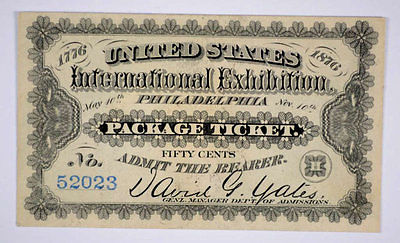 1776 UNITED STATES 1876
International Exhibition,
May 10th PHILADELPHIA Nov. 10th
PACKAGE TICKET.
FIFTY CENTS
No. ADMIT THE BEARER.
52023
David G. Yates.
GENL. MANAGER DEPT. OF ADMISSIONS.